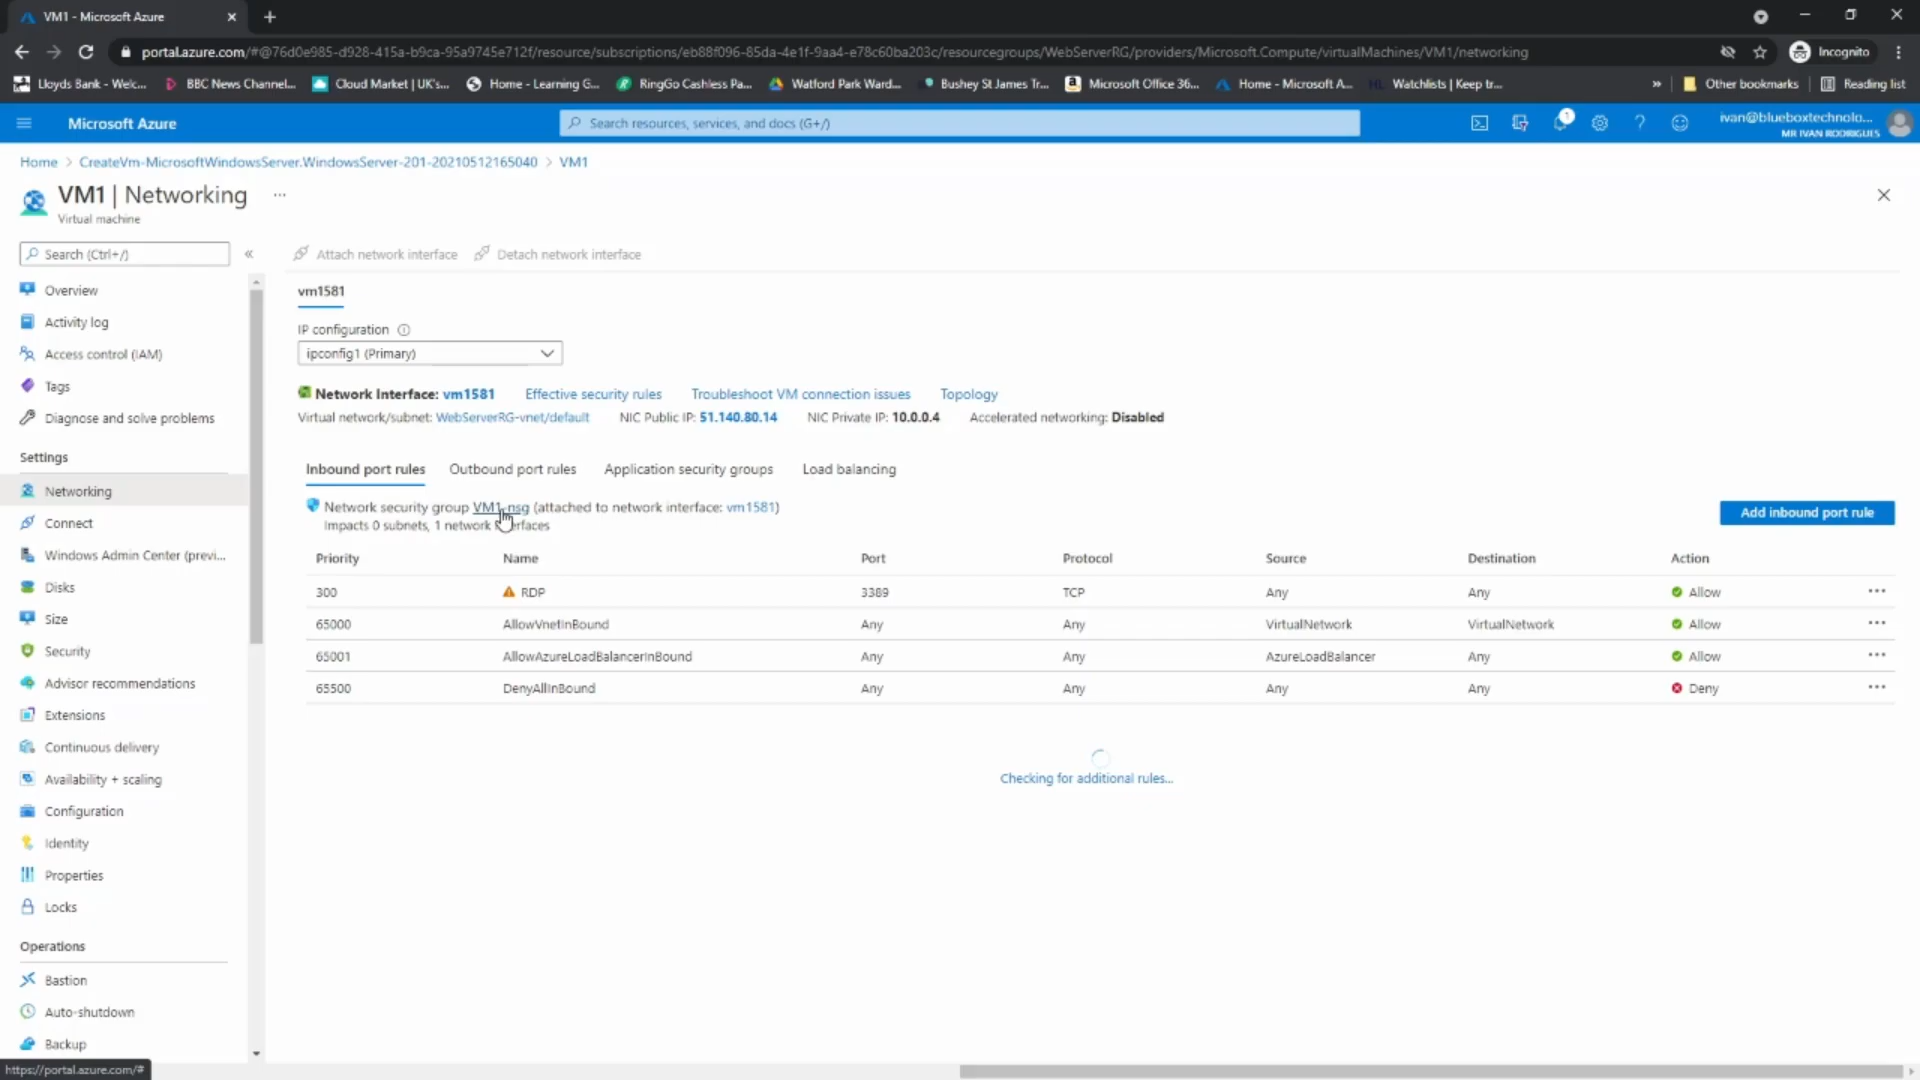 VM1 - Microsoft Azure
portal.azure.com/#@76d0e985-d928-415a-b9ca-95a9745e712f/resource/subscriptions/eb88f096-85da-4e1f-9aa4-e78c60ba203c/resourcegroups/WebServerRG/providers/Microsoft.Compute/virtualMachines/VM1/networking
Incognito
Lloyds Bank - Welc... BBC News Channel... Cloud Market | UK's... Home - Learning G... RingGo Cashless Pa... Watford Park Ward... Bushey St James Tr... Microsoft Office 36... Home - Microsoft A... HL Watchlists | Keep tr... » Other bookmarks Reading list
Microsoft Azure
Search resources, services, and docs (G+/)
1
ivan@blueboxtechnolo...
MR IVAN RODRIGUES
Home > CreateVm-MicrosoftWindowsServer.WindowsServer-201-20210512165040 > VM1
VM1 | Networking ...
Virtual machine
Search (Ctrl+/) «
Overview
Activity log
Access control (IAM)
Tags
Diagnose and solve problems
Settings
Networking
Connect
Windows Admin Center (previ...
Disks
Size
Security
Advisor recommendations
Extensions
Continuous delivery
Availability + scaling
Configuration
Identity
Properties
Locks
Operations
Bastion
Auto-shutdown
Backup
https://portal.azure.com/#
Attach network interface Detach network interface
vm1581
IP configuration
ipconfig1 (Primary)
Network Interface: vm1581 Effective security rules Troubleshoot VM connection issues Topology
Virtual network/subnet: WebServerRG-vnet/default NIC Public IP: 51.140.80.14 NIC Private IP: 10.0.0.4 Accelerated networking: Disabled
Inbound port rules Outbound port rules Application security groups Load balancing
Network security group VM1-nsg (attached to network interface: vm1581)
Impacts 0 subnets, 1 network interfaces
Add inbound port rule
Priority Name Port Protocol Source Destination Action
300 RDP 3389 TCP Any Any Allow ...
65000 AllowVnetInBound Any Any VirtualNetwork VirtualNetwork Allow ...
65001 AllowAzureLoadBalancerInBound Any Any AzureLoadBalancer Any Allow ...
65500 DenyAllInBound Any Any Any Any Deny ...
Checking for additional rules...